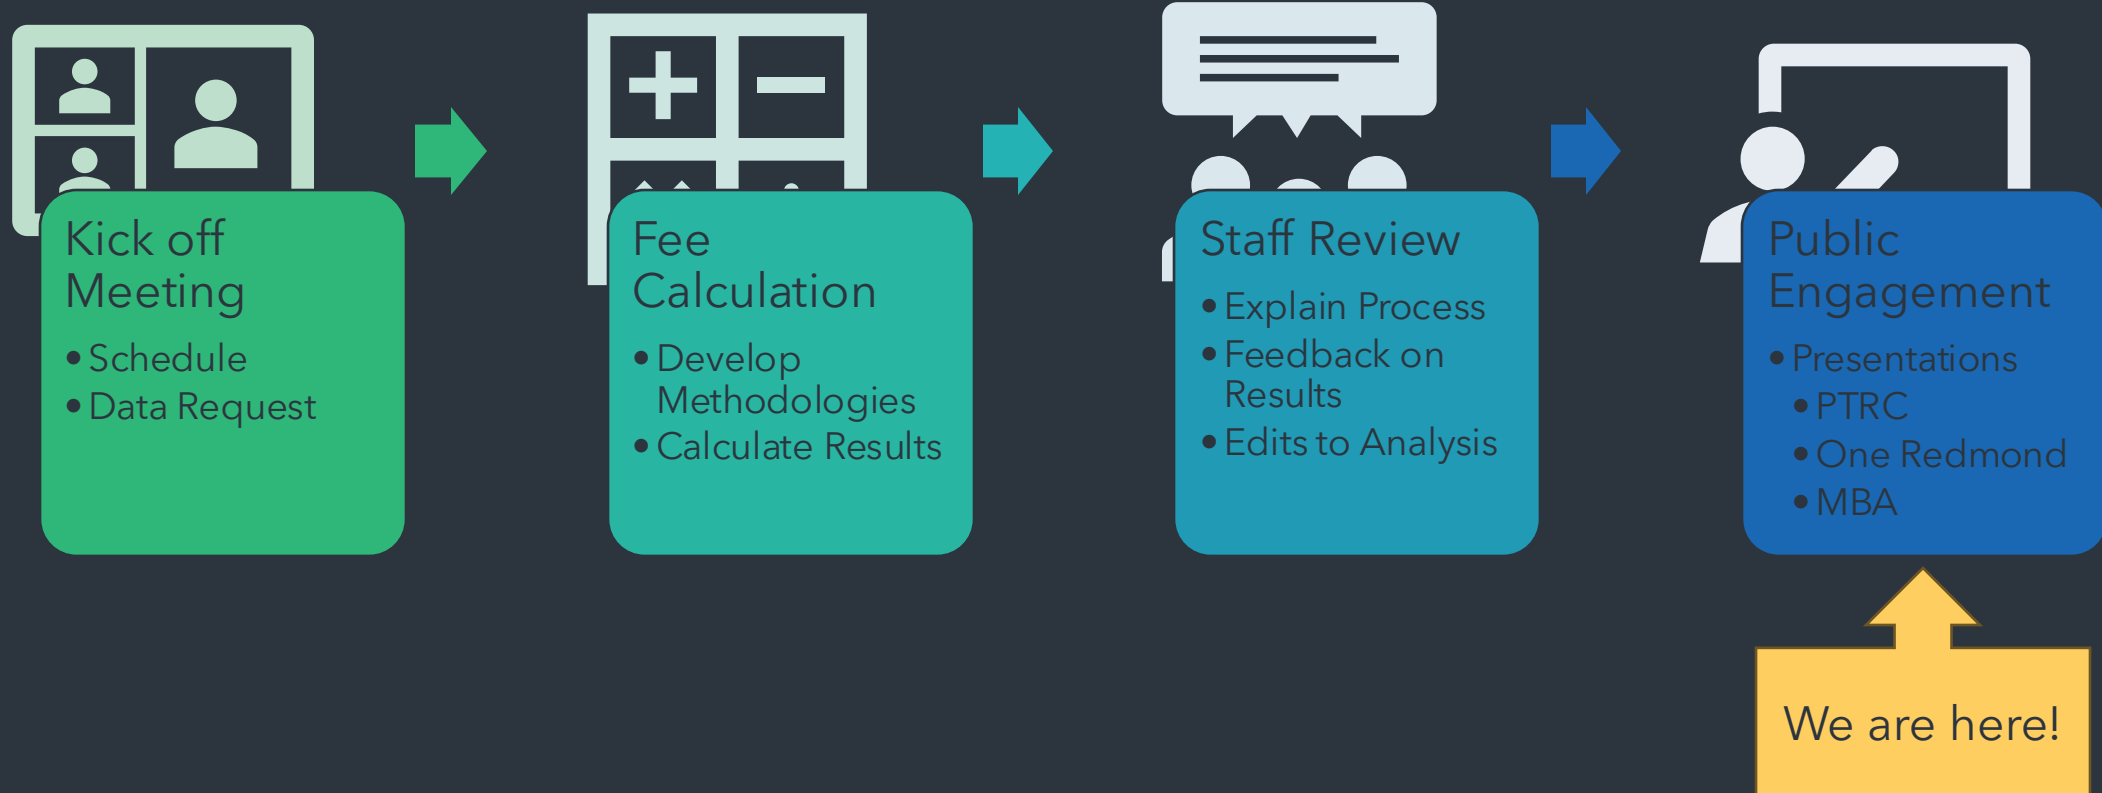 Kick off
Meeting
• Schedule
• Data Request
Fee
Calculation
• Develop
Methodologies
• Calculate Results
Staff Review
• Explain Process
• Feedback on
Results
• Edits to Analysis
Public
Engagement
• Presentations
• PTRC
• One Redmond
• MBA
We are here!